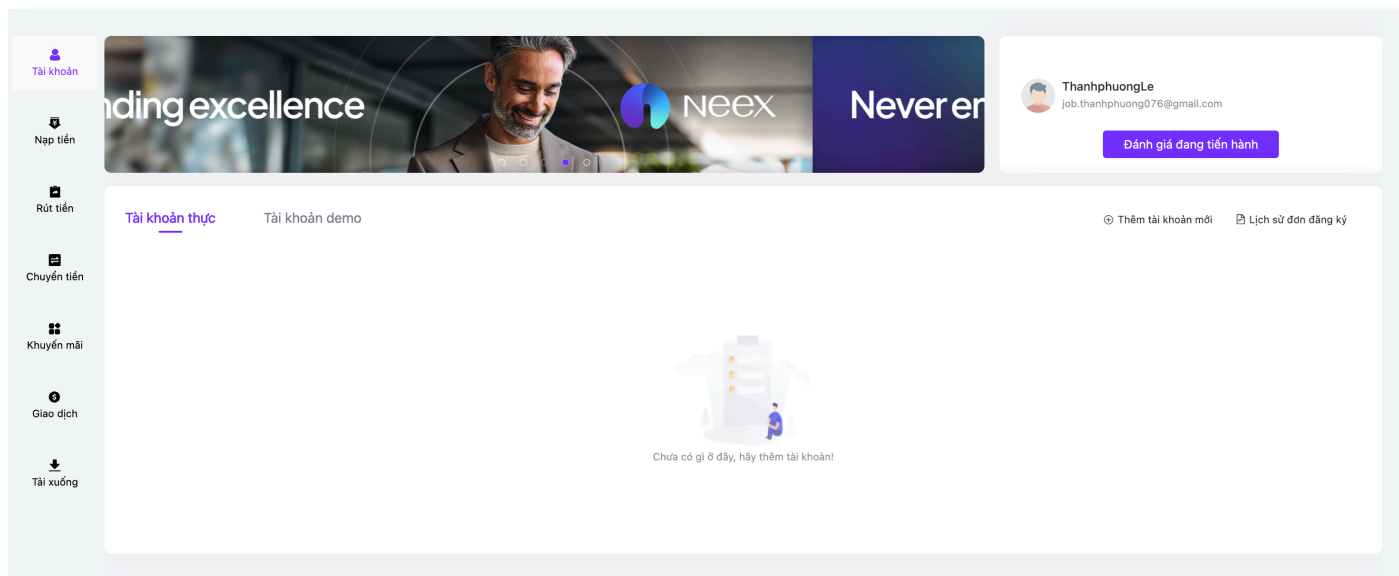 Tài khoản
Nạp tiền
Rút tiền
Chuyển tiền
Khuyến mãi
Giao dịch
Tải xuống
nding excellence
Neex
Never er
ThanhphuongLe
job.thanhphuong076@gmail.com
Đánh giá đang tiến hành
Tài khoản thực
Tài khoản demo
Thêm tài khoản mới
Lịch sử đơn đăng ký
Chưa có gì ở đây, hãy thêm tài khoản!